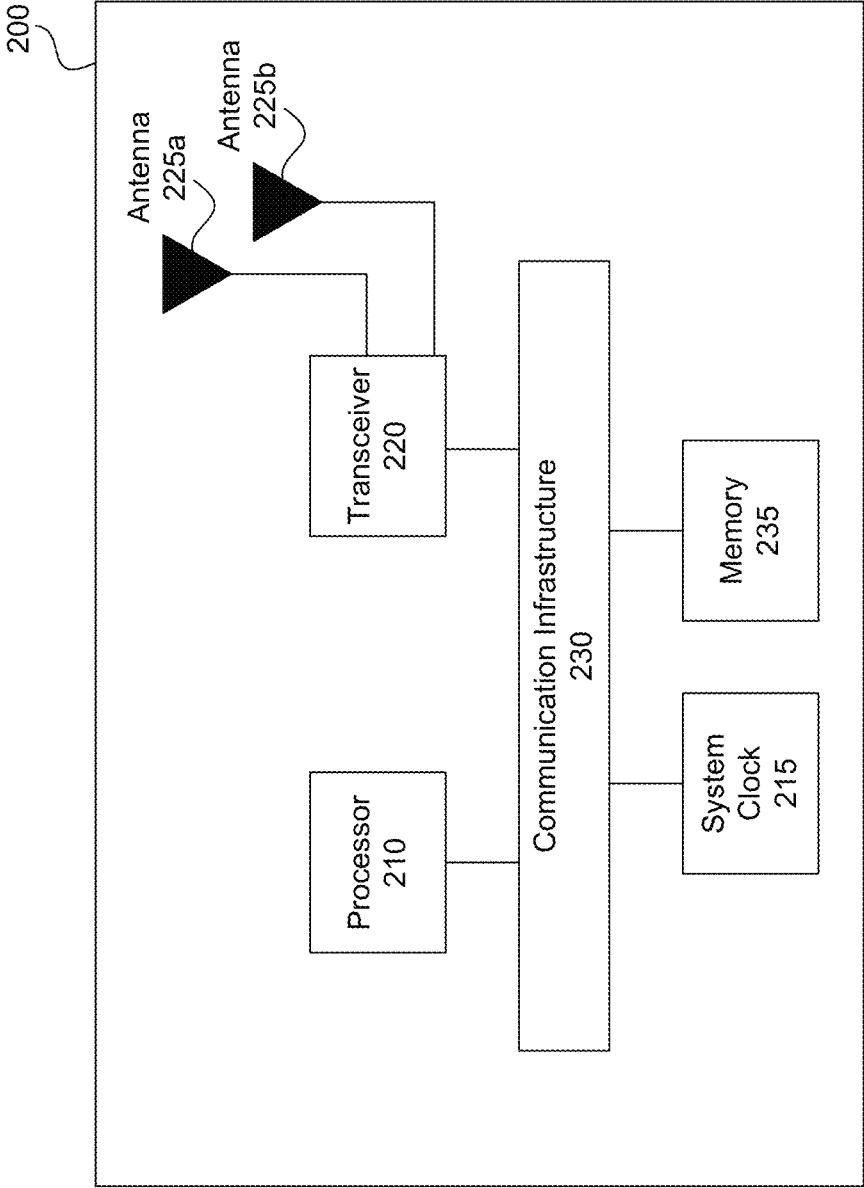 200
Antenna
225a
Antenna
225b
Processor
210
Transceiver
220
Communication Infrastructure
230
System
Clock
215
Memory
235